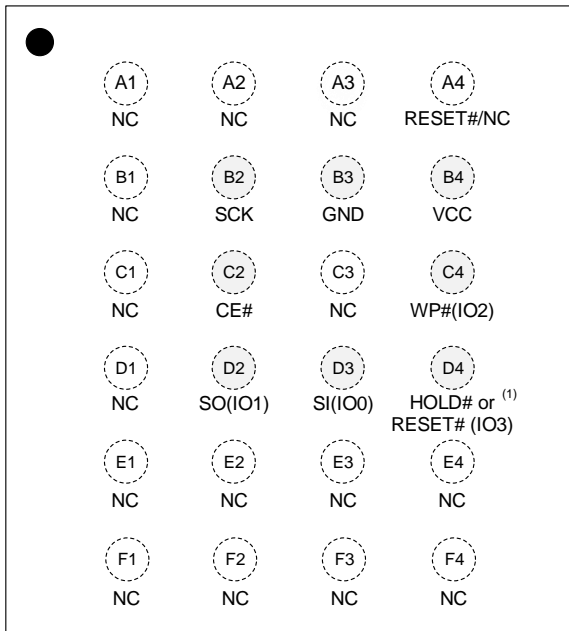 A1 A2 A3 A4
NC NC NC RESET#/NC
B1 B2 B3 B4
NC SCK GND VCC
C1 C2 C3 C4
NC CE# NC WP#(IO2)
D1 D2 D3 D4
NC SO(IO1) SI(IO0) HOLD# or (1)
RESET# (IO3)
E1 E2 E3 E4
NC NC NC NC
F1 F2 F3 F4
NC NC NC NC